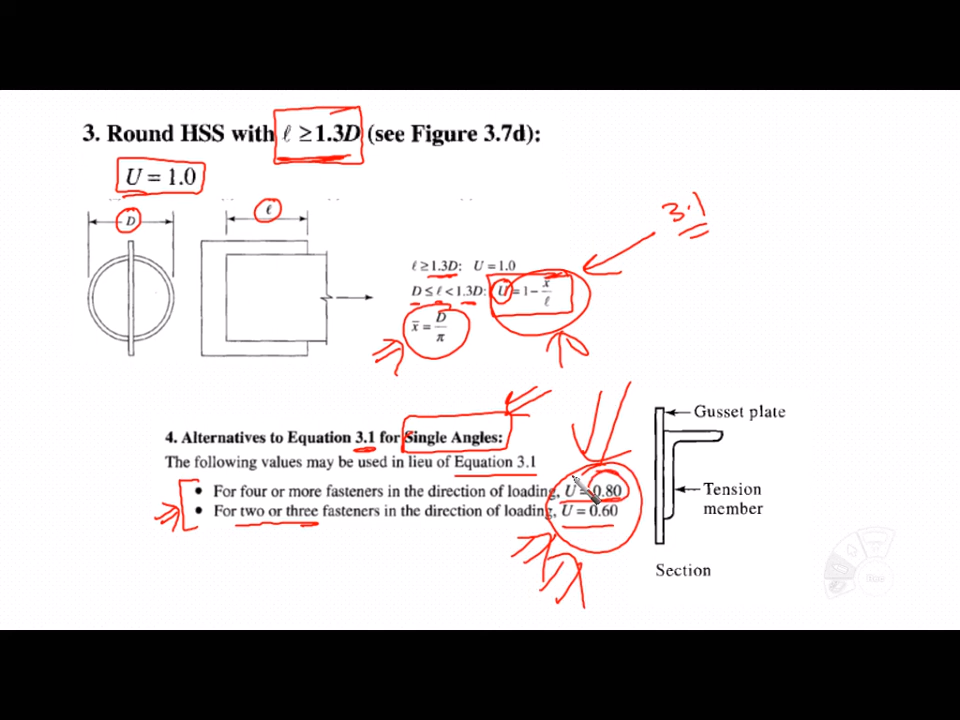 3. Round HSS with ℓ ≥ 1.3D (see Figure 3.7d):
U = 1.0
D
ℓ
3.1
ℓ ≥ 1.3D: U = 1.0
D ≤ ℓ < 1.3D: U = 1 − x̄/ℓ
x̄ = D/π
4. Alternatives to Equation 3.1 for Single Angles:
The following values may be used in lieu of Equation 3.1
• For four or more fasteners in the direction of loading, U = 0.80
• For two or three fasteners in the direction of loading, U = 0.60
Gusset plate
Tension
member
Section